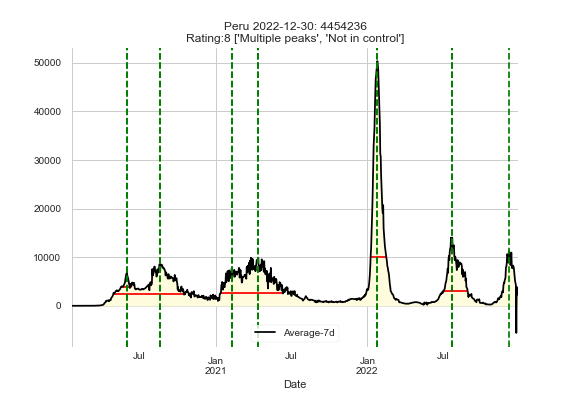 Peru 2022-12-30: 4454236
Rating:8 ['Multiple peaks', 'Not in control']
50000
40000
30000
20000
10000
0
Average-7d
Jul
Jan
2021
Jul
Jan
2022
Jul
Date